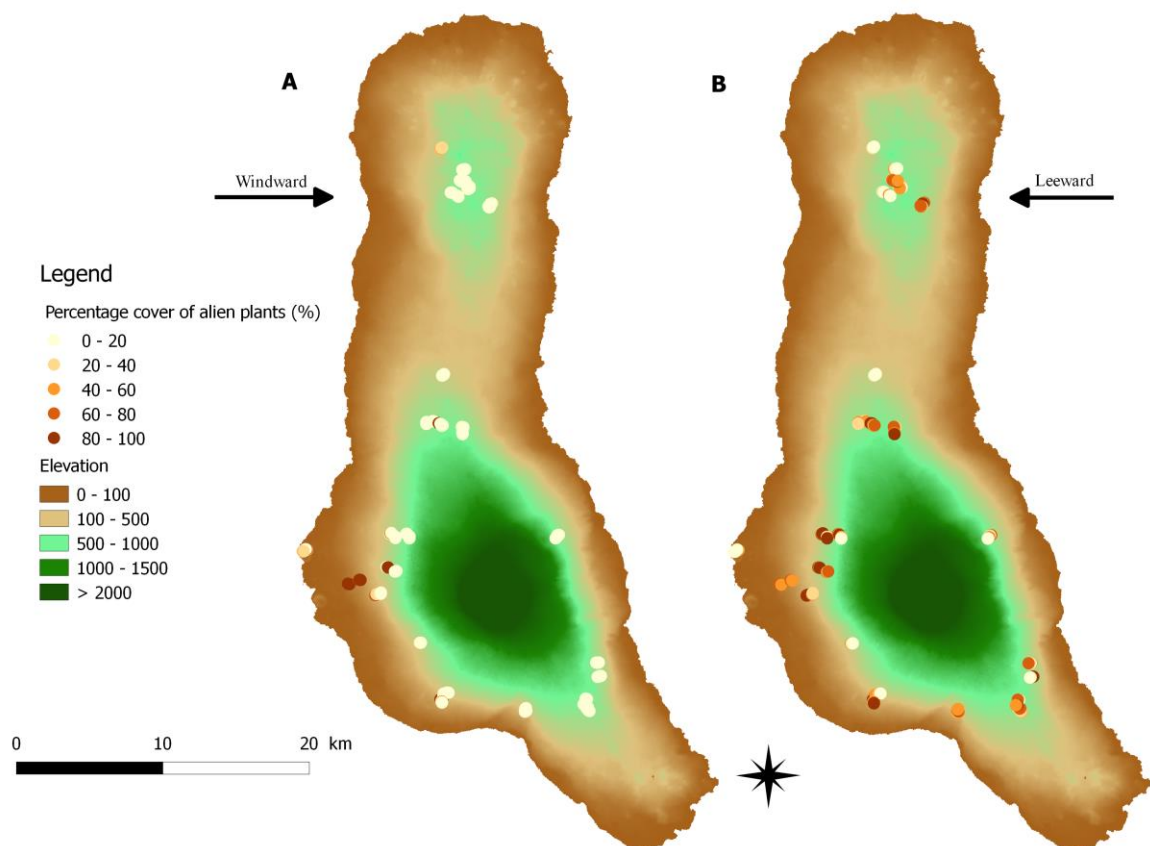 A
B
Windward
Leeward
Legend
Percentage cover of alien plants (%)
0 - 20
20 - 40
40 - 60
60 - 80
80 - 100
Elevation
0 - 100
100 - 500
500 - 1000
1000 - 1500
> 2000
0 10 20 km